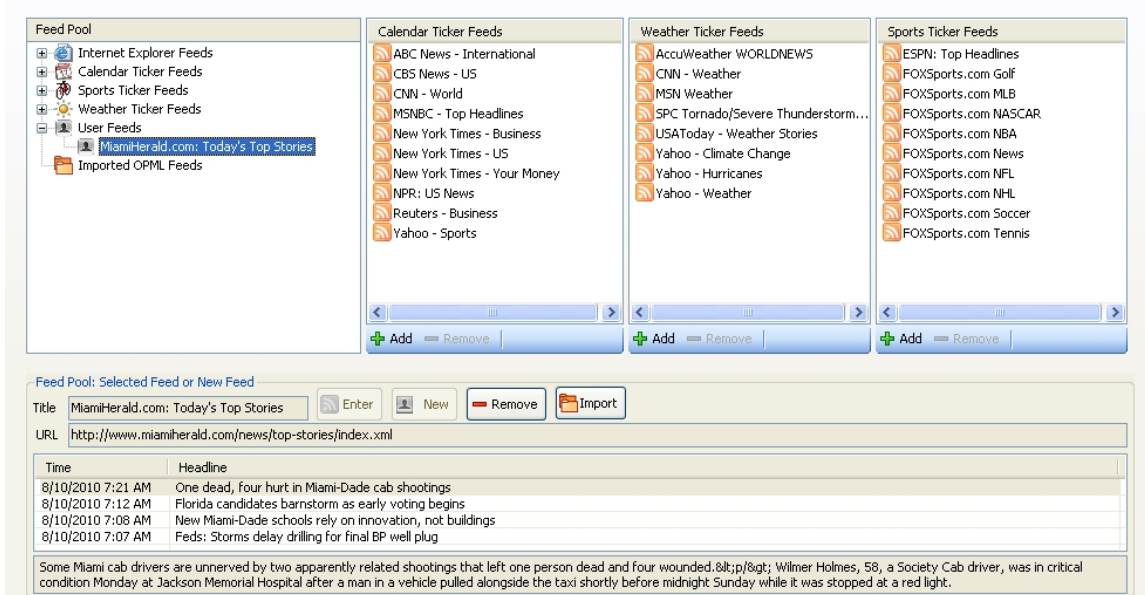 Feed Pool
Internet Explorer Feeds
Calendar Ticker Feeds
Sports Ticker Feeds
Weather Ticker Feeds
User Feeds
MiamiHerald.com: Today's Top Stories
Imported OPML Feeds
Calendar Ticker Feeds
ABC News - International
CBS News - US
CNN - World
MSNBC - Top Headlines
New York Times - Business
New York Times - US
New York Times - Your Money
NPR: US News
Reuters - Business
Yahoo - Sports
Add Remove
Weather Ticker Feeds
AccuWeather WORLDNEWS
CNN - Weather
MSN Weather
SPC Tornado/Severe Thunderstorm...
USAToday - Weather Stories
Yahoo - Climate Change
Yahoo - Hurricanes
Yahoo - Weather
Add Remove
Sports Ticker Feeds
ESPN: Top Headlines
FOXSports.com Golf
FOXSports.com MLB
FOXSports.com NASCAR
FOXSports.com NBA
FOXSports.com News
FOXSports.com NFL
FOXSports.com NHL
FOXSports.com Soccer
FOXSports.com Tennis
Add Remove
Feed Pool: Selected Feed or New Feed
Title MiamiHerald.com: Today's Top Stories Enter New Remove Import
URL http://www.miamiherald.com/news/top-stories/index.xml
Time Headline
8/10/2010 7:21 AM One dead, four hurt in Miami-Dade cab shootings
8/10/2010 7:12 AM Florida candidates barnstorm as early voting begins
8/10/2010 7:08 AM New Miami-Dade schools rely on innovation, not buildings
8/10/2010 7:07 AM Feds: Storms delay drilling for final BP well plug
Some Miami cab drivers are unnerved by two apparently related shootings that left one person dead and four wounded.&lt;p/&gt; Wilmer Holmes, 58, a Society Cab driver, was in critical
condition Monday at Jackson Memorial Hospital after a man in a vehicle pulled alongside the taxi shortly before midnight Sunday while it was stopped at a red light.